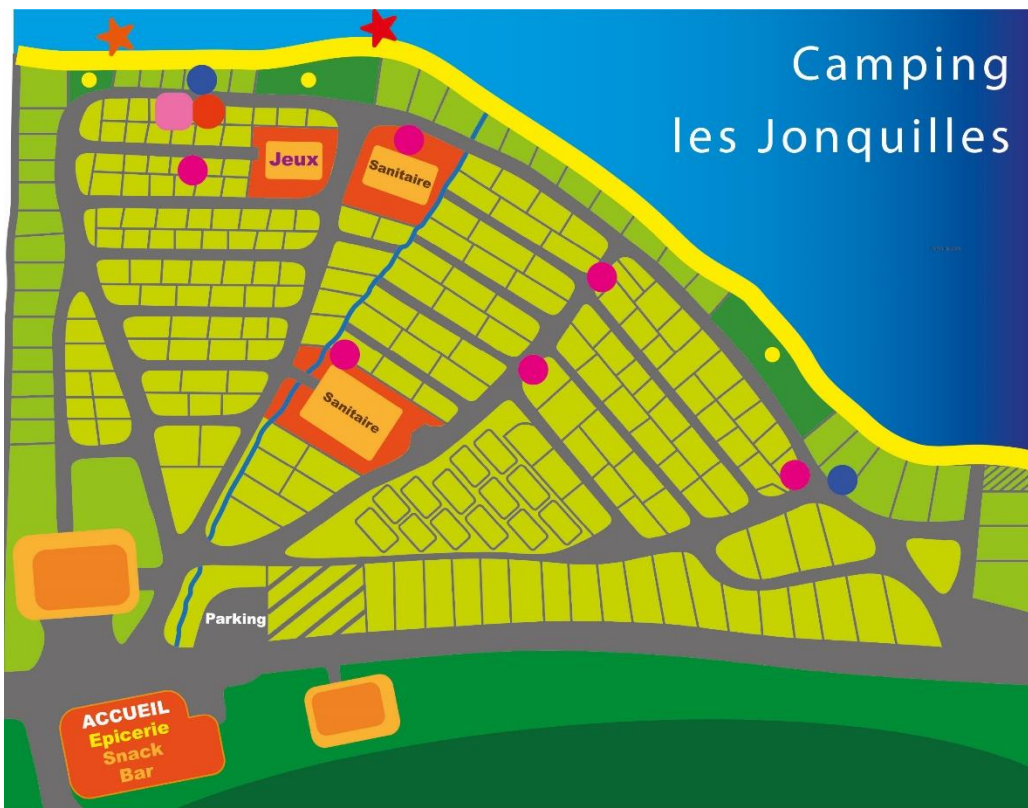 Camping
les Jonquilles
Jeux
Sanitaire
Sanitaire
Parking
ACCUEIL
Epicerie
Snack
Bar